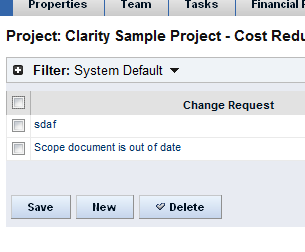 Properties Team Tasks Financial
Project: Clarity Sample Project - Cost
Filter: System Default
Change Request
sdaf
Scope document is out of date
Save New Delete